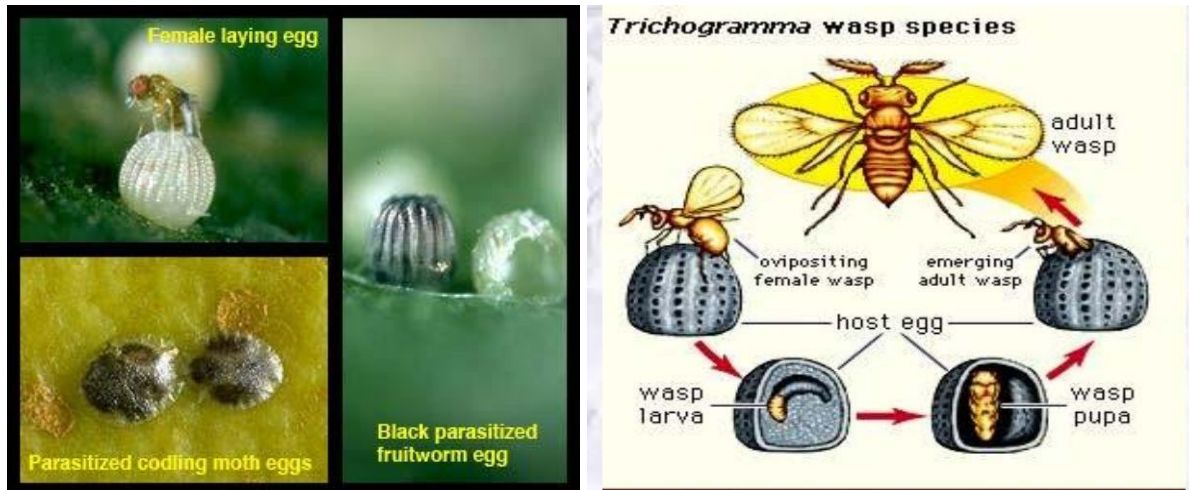 Female laying egg
Parasitized codling moth eggs
Black parasitized
fruitworm egg
Trichogramma wasp species
adult
wasp
ovipositing
female wasp
emerging
adult wasp
host egg
wasp
larva
wasp
pupa